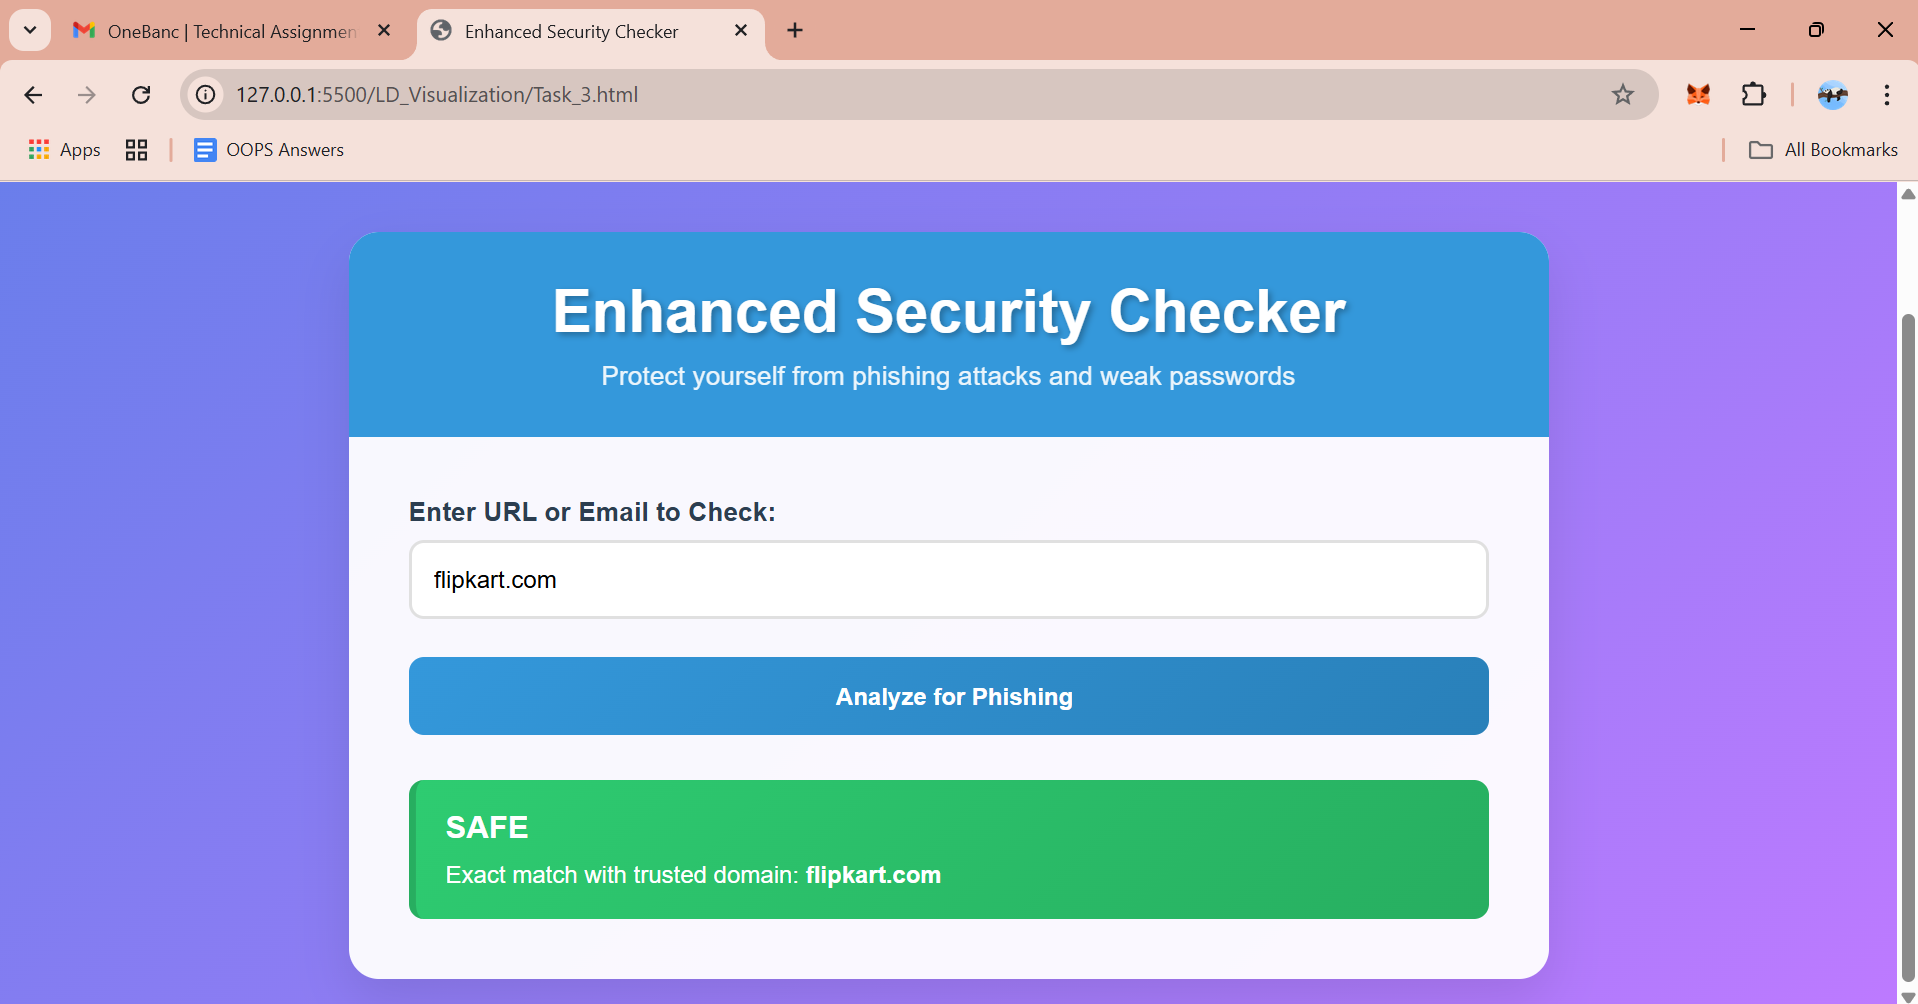 OneBanc | Technical Assignmen
Enhanced Security Checker
127.0.0.1:5500/LD_Visualization/Task_3.html
Apps
OOPS Answers
All Bookmarks
Enhanced Security Checker
Protect yourself from phishing attacks and weak passwords
Enter URL or Email to Check:
flipkart.com
Analyze for Phishing
SAFE
Exact match with trusted domain: flipkart.com